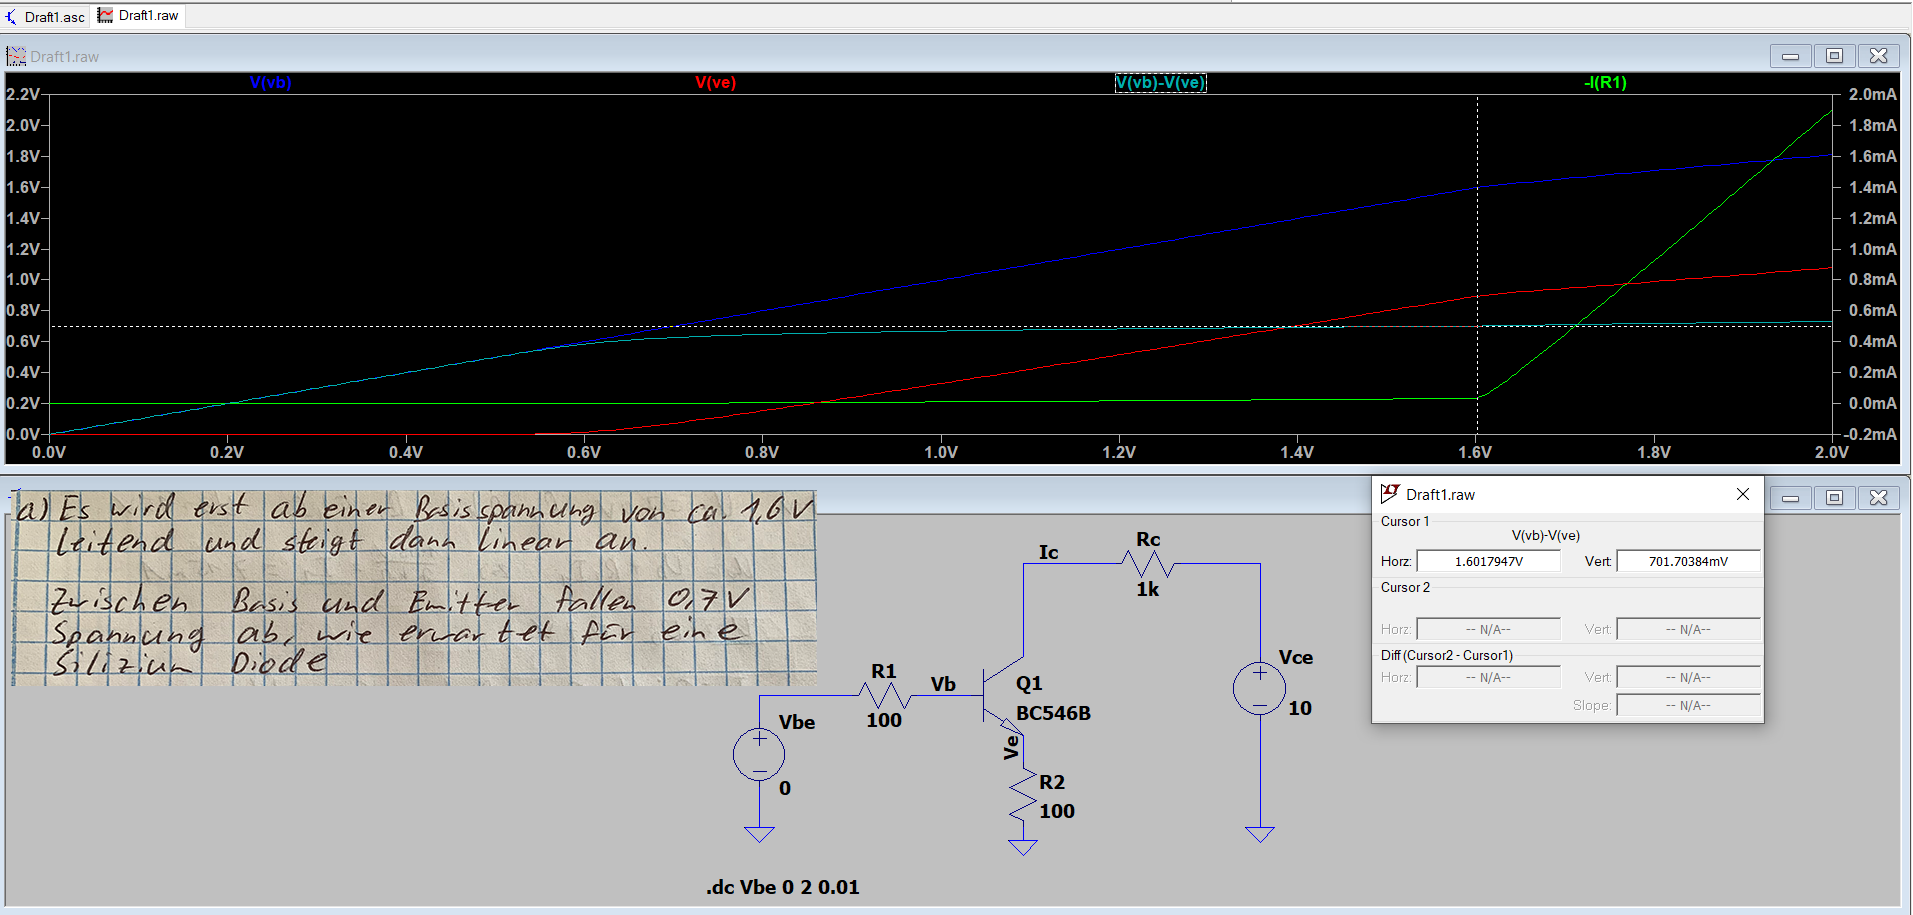 Draft1.asc
Draft1.raw
Draft1.raw
V(vb)
V(ve)
V(vb)-V(ve)
-I(R1)
2.2V
2.0V
1.8V
1.6V
1.4V
1.2V
1.0V
0.8V
0.6V
0.4V
0.2V
0.0V
2.0mA
1.8mA
1.6mA
1.4mA
1.2mA
1.0mA
0.8mA
0.6mA
0.4mA
0.2mA
0.0mA
-0.2mA
0.0V
0.2V
0.4V
0.6V
0.8V
1.0V
1.2V
1.4V
1.6V
1.8V
2.0V
a) Es wird erst ab einer Basisspannung von ca. 1,6 V
leitend und steigt dann linear an.
Zwischen Basis und Emitter fallen 0,7 V
Spannung ab, wie erwartet für eine
Silizium Diode
Ic
Rc
1k
R1
100
Vb
Q1
BC546B
Vbe
0
Ve
R2
100
Vce
10
.dc Vbe 0 2 0.01
Draft1.raw
Cursor 1
V(vb)-V(ve)
Horz: 1.6017947V Vert: 701.70384mV
Cursor 2
Horz: -- N/A-- Vert: -- N/A--
Diff (Cursor2 - Cursor1)
Horz: -- N/A-- Vert: -- N/A--
Slope: -- N/A--